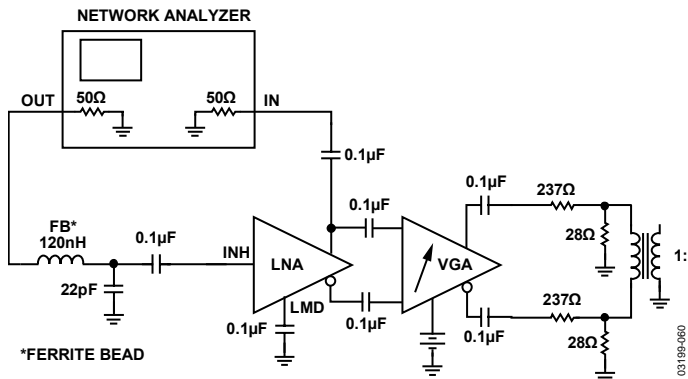 NETWORK ANALYZER
OUT
50Ω
50Ω
IN
0.1µF
0.1µF
0.1µF
237Ω
FB*
120nH
0.1µF
28Ω
INH
LNA
VGA
1:
22pF
LMD
237Ω
0.1µF
0.1µF
0.1µF
28Ω
*FERRITE BEAD
03199-060